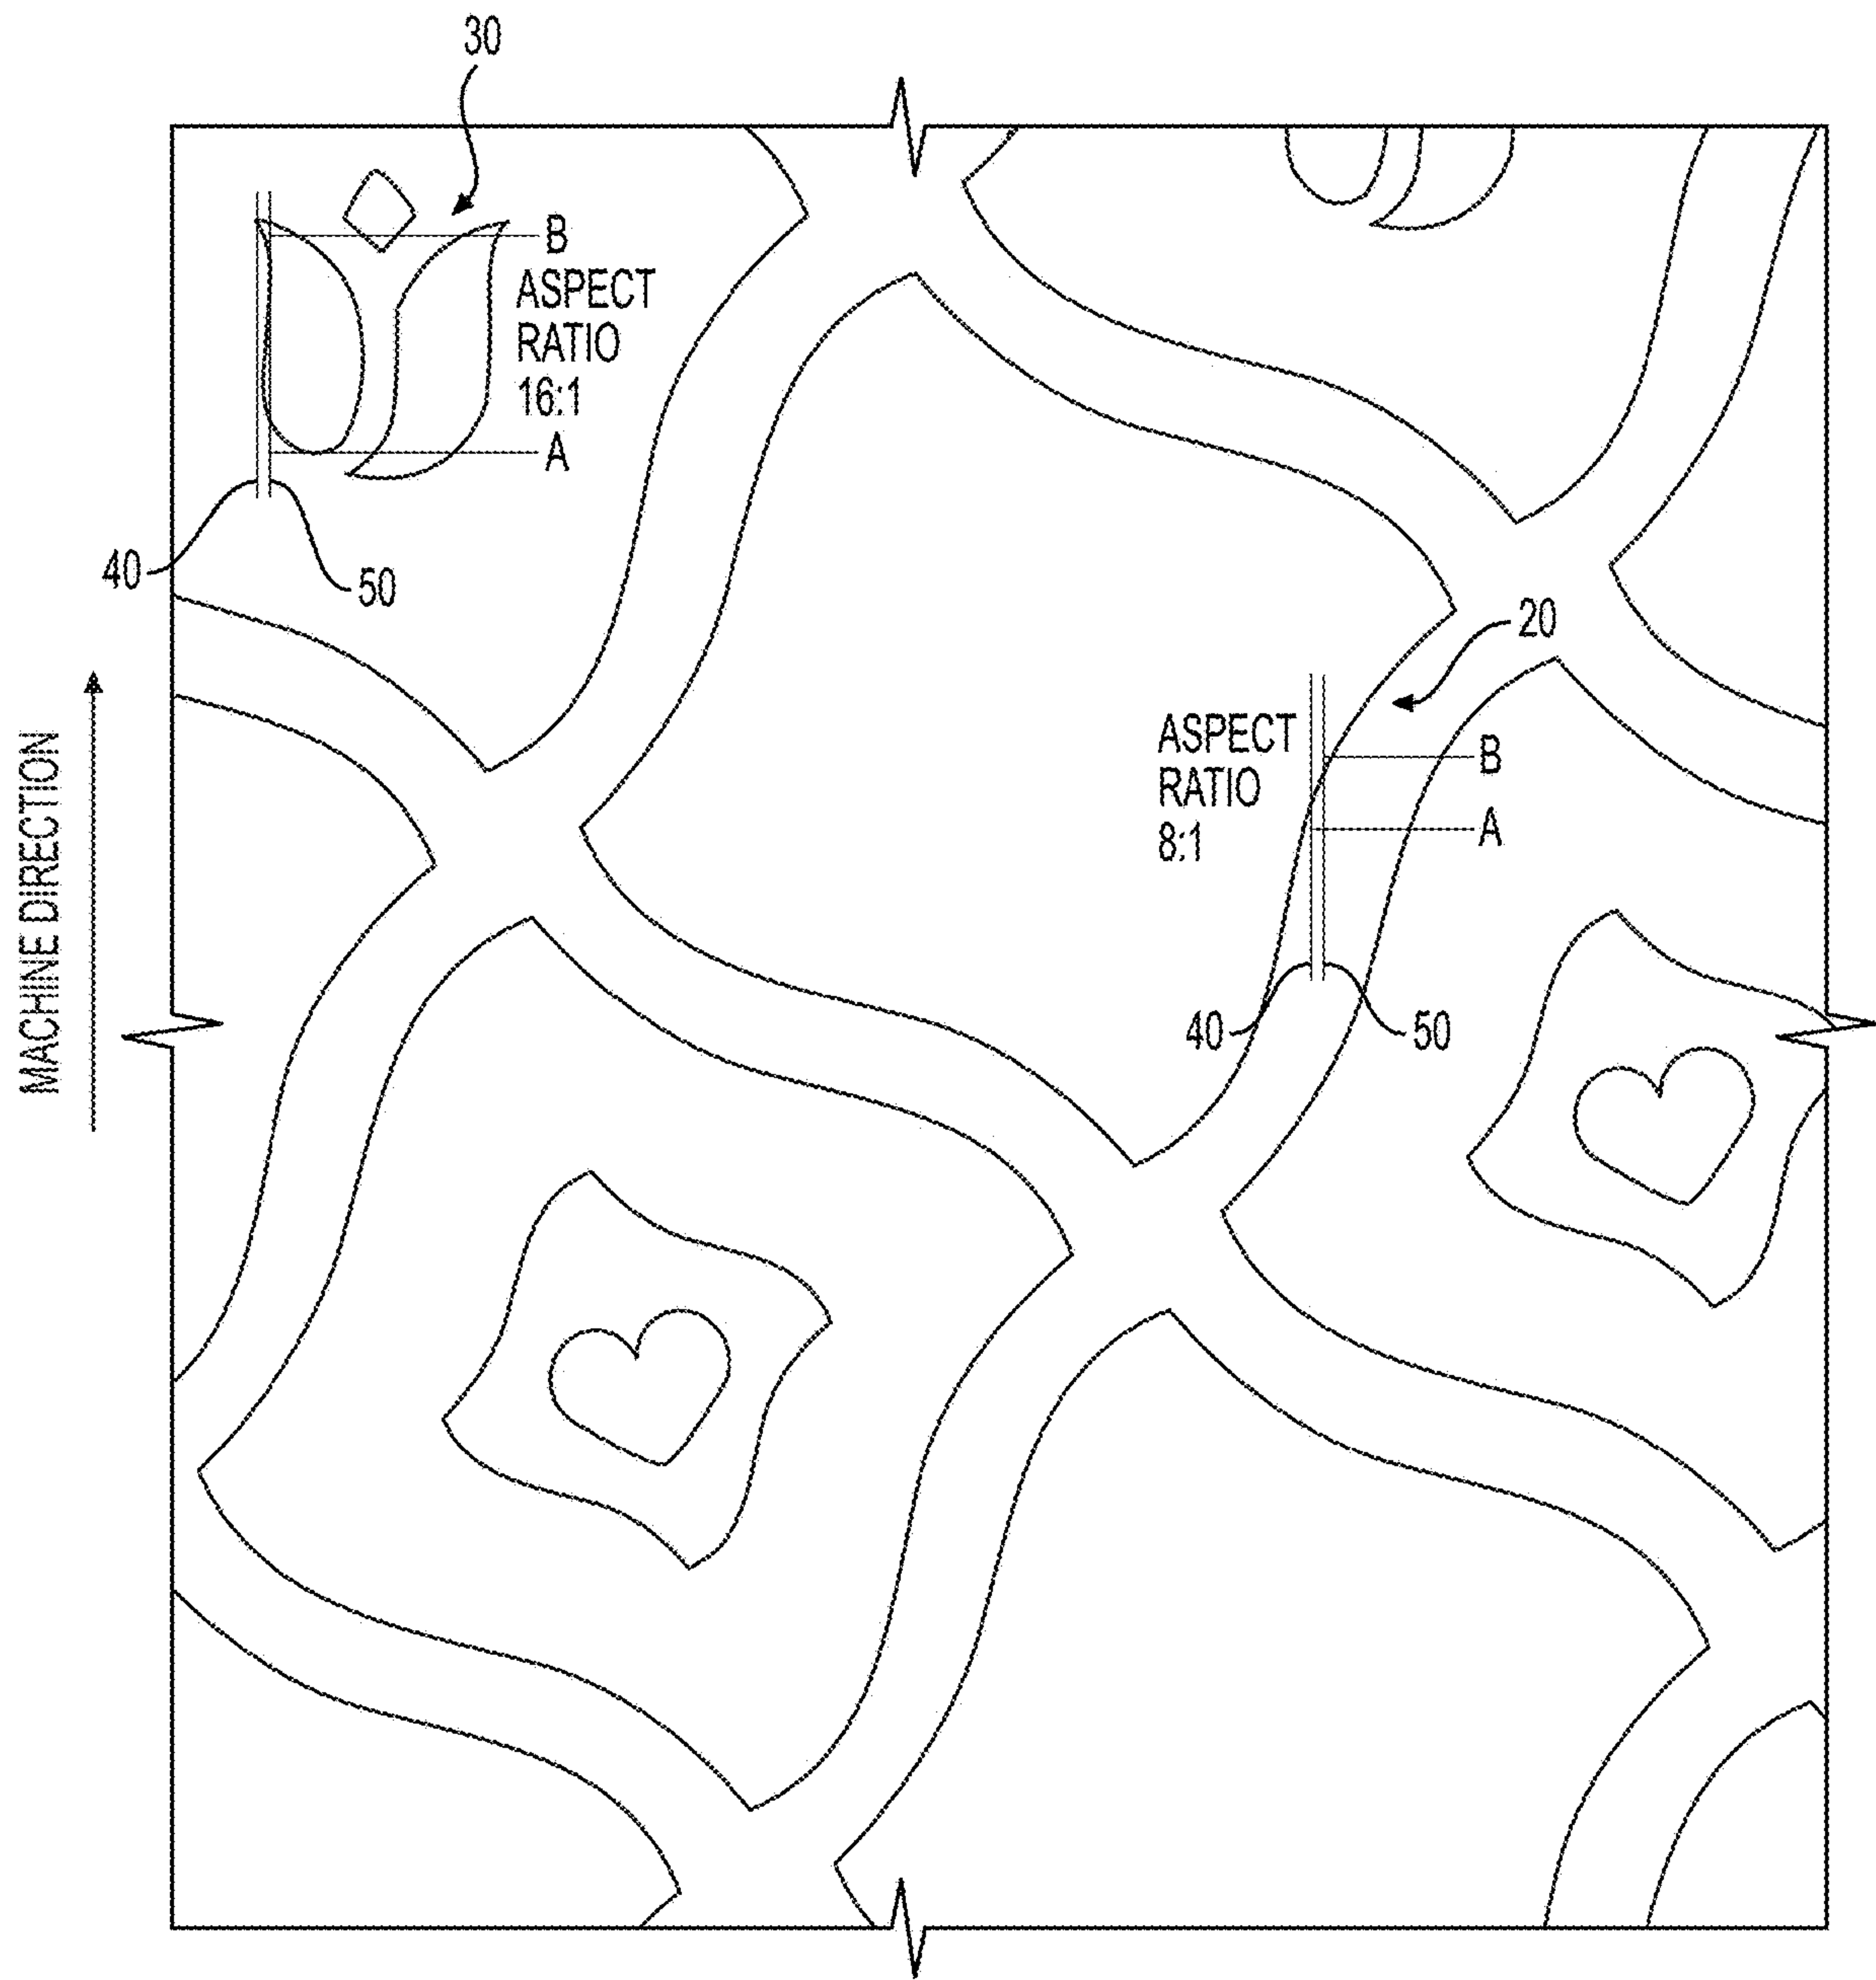 30
B
ASPECT
RATIO
16:1
A
40
50
20
ASPECT
RATIO
8:1
B
A
40
50
MACHINE DIRECTION